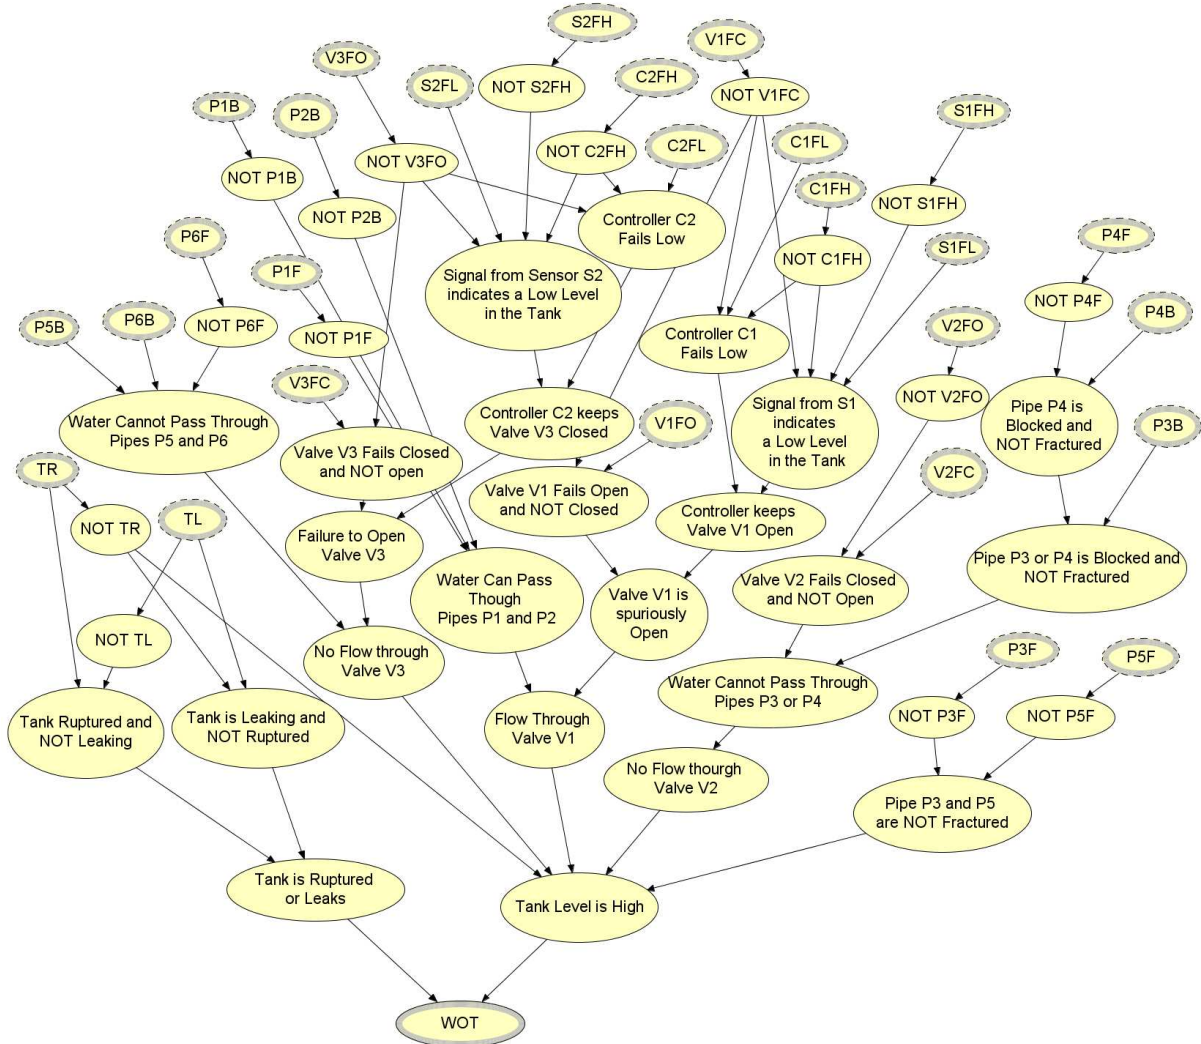 S2FH
V1FC
V3FO
S2FL
NOT S2FH
C2FH
NOT V1FC
P1B
P2B
S1FH
NOT V3FO
NOT C2FH
C2FL
C1FL
NOT P1B
C1FH
NOT S1FH
NOT P2B
Controller C2
Fails Low
P6F
P4F
S1FL
NOT C1FH
P1F
Signal from Sensor S2
indicates a Low Level
in the Tank
NOT P4F
P5B
P6B
NOT P6F
NOT P1F
Controller C1
Fails Low
V2FO
P4B
V3FC
NOT V2FO
Water Cannot Pass Through
Pipes P5 and P6
Controller C2 keeps
Valve V3 Closed
V1FO
Signal from S1
indicates
a Low Level
in the Tank
Pipe P4 is
Blocked and
NOT Fractured
P3B
TR
Valve V3 Fails Closed
and NOT open
V2FC
Valve V1 Fails Open
and NOT Closed
NOT TR
TL
Failure to Open
Valve V3
Controller keeps
Valve V1 Open
Pipe P3 or P4 is Blocked and
NOT Fractured
Water Can Pass
Though
Pipes P1 and P2
Valve V1 is
spuriously
Open
Valve V2 Fails Closed
and NOT Open
NOT TL
No Flow through
Valve V3
P3F
P5F
Water Cannot Pass Through
Pipes P3 or P4
Tank Ruptured and
NOT Leaking
Tank is Leaking and
NOT Ruptured
Flow Through
Valve V1
NOT P3F
NOT P5F
No Flow thourgh
Valve V2
Pipe P3 and P5
are NOT Fractured
Tank is Ruptured
or Leaks
Tank Level is High
WOT